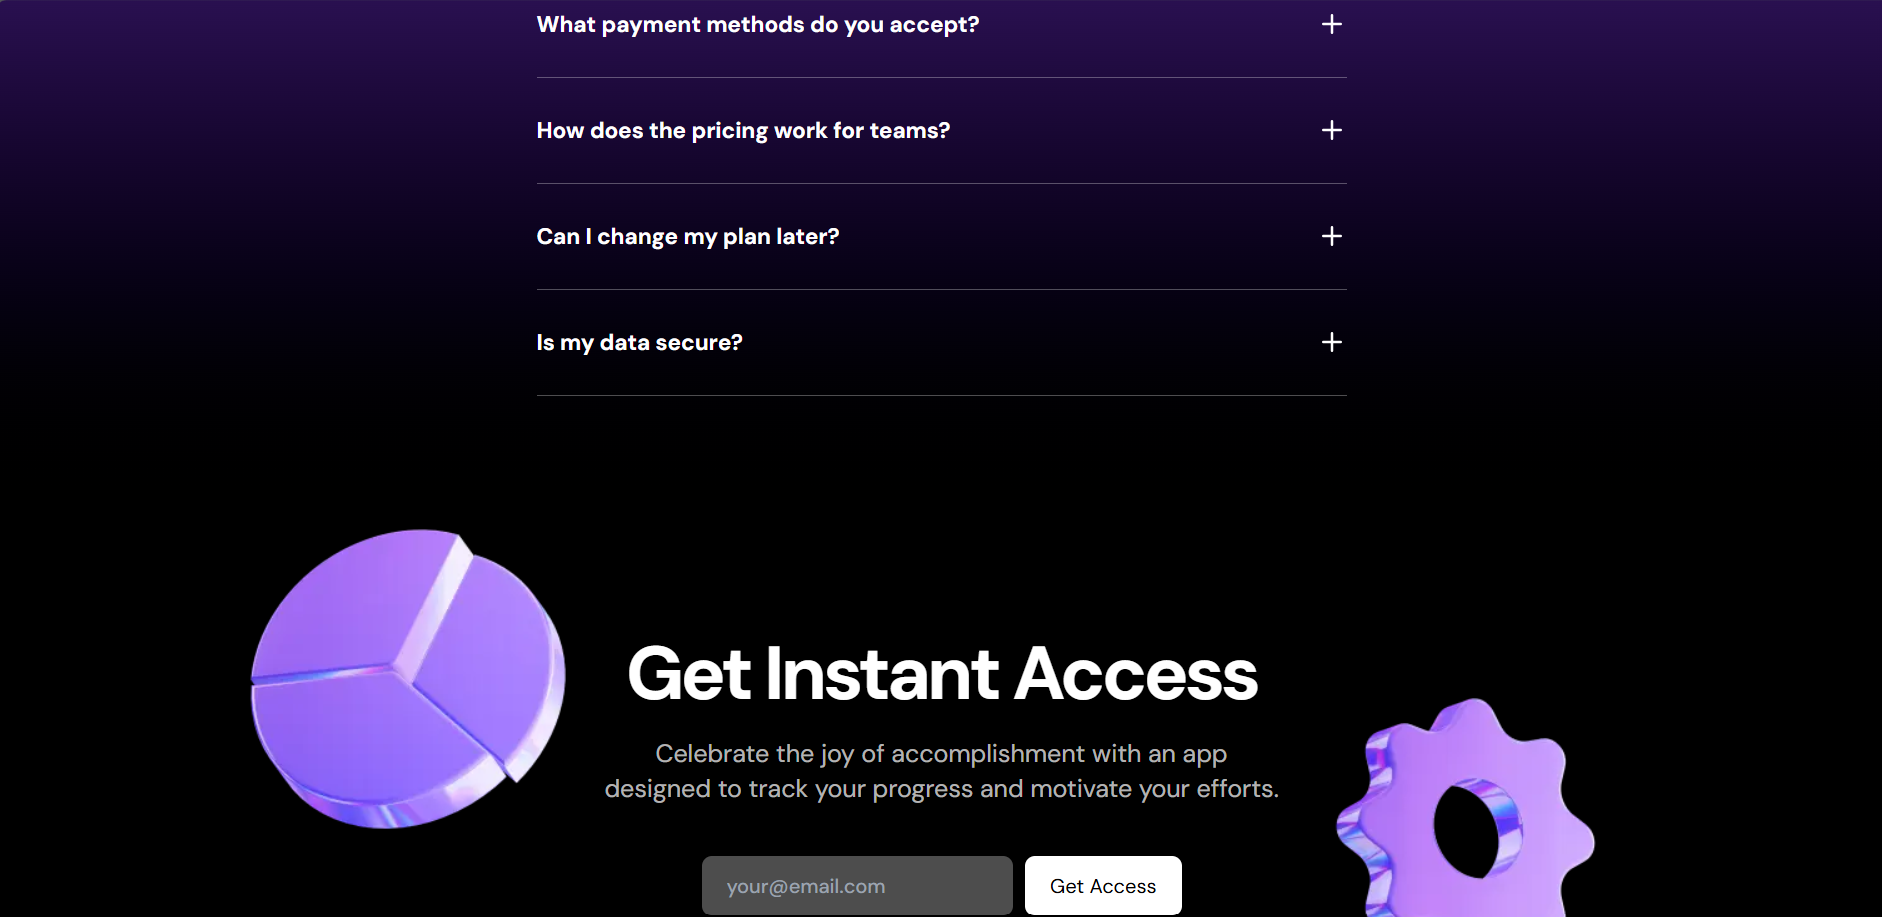 What payment methods do you accept?
How does the pricing work for teams?
Can I change my plan later?
Is my data secure?
Get Instant Access
Celebrate the joy of accomplishment with an app
designed to track your progress and motivate your efforts.
your@email.com
Get Access